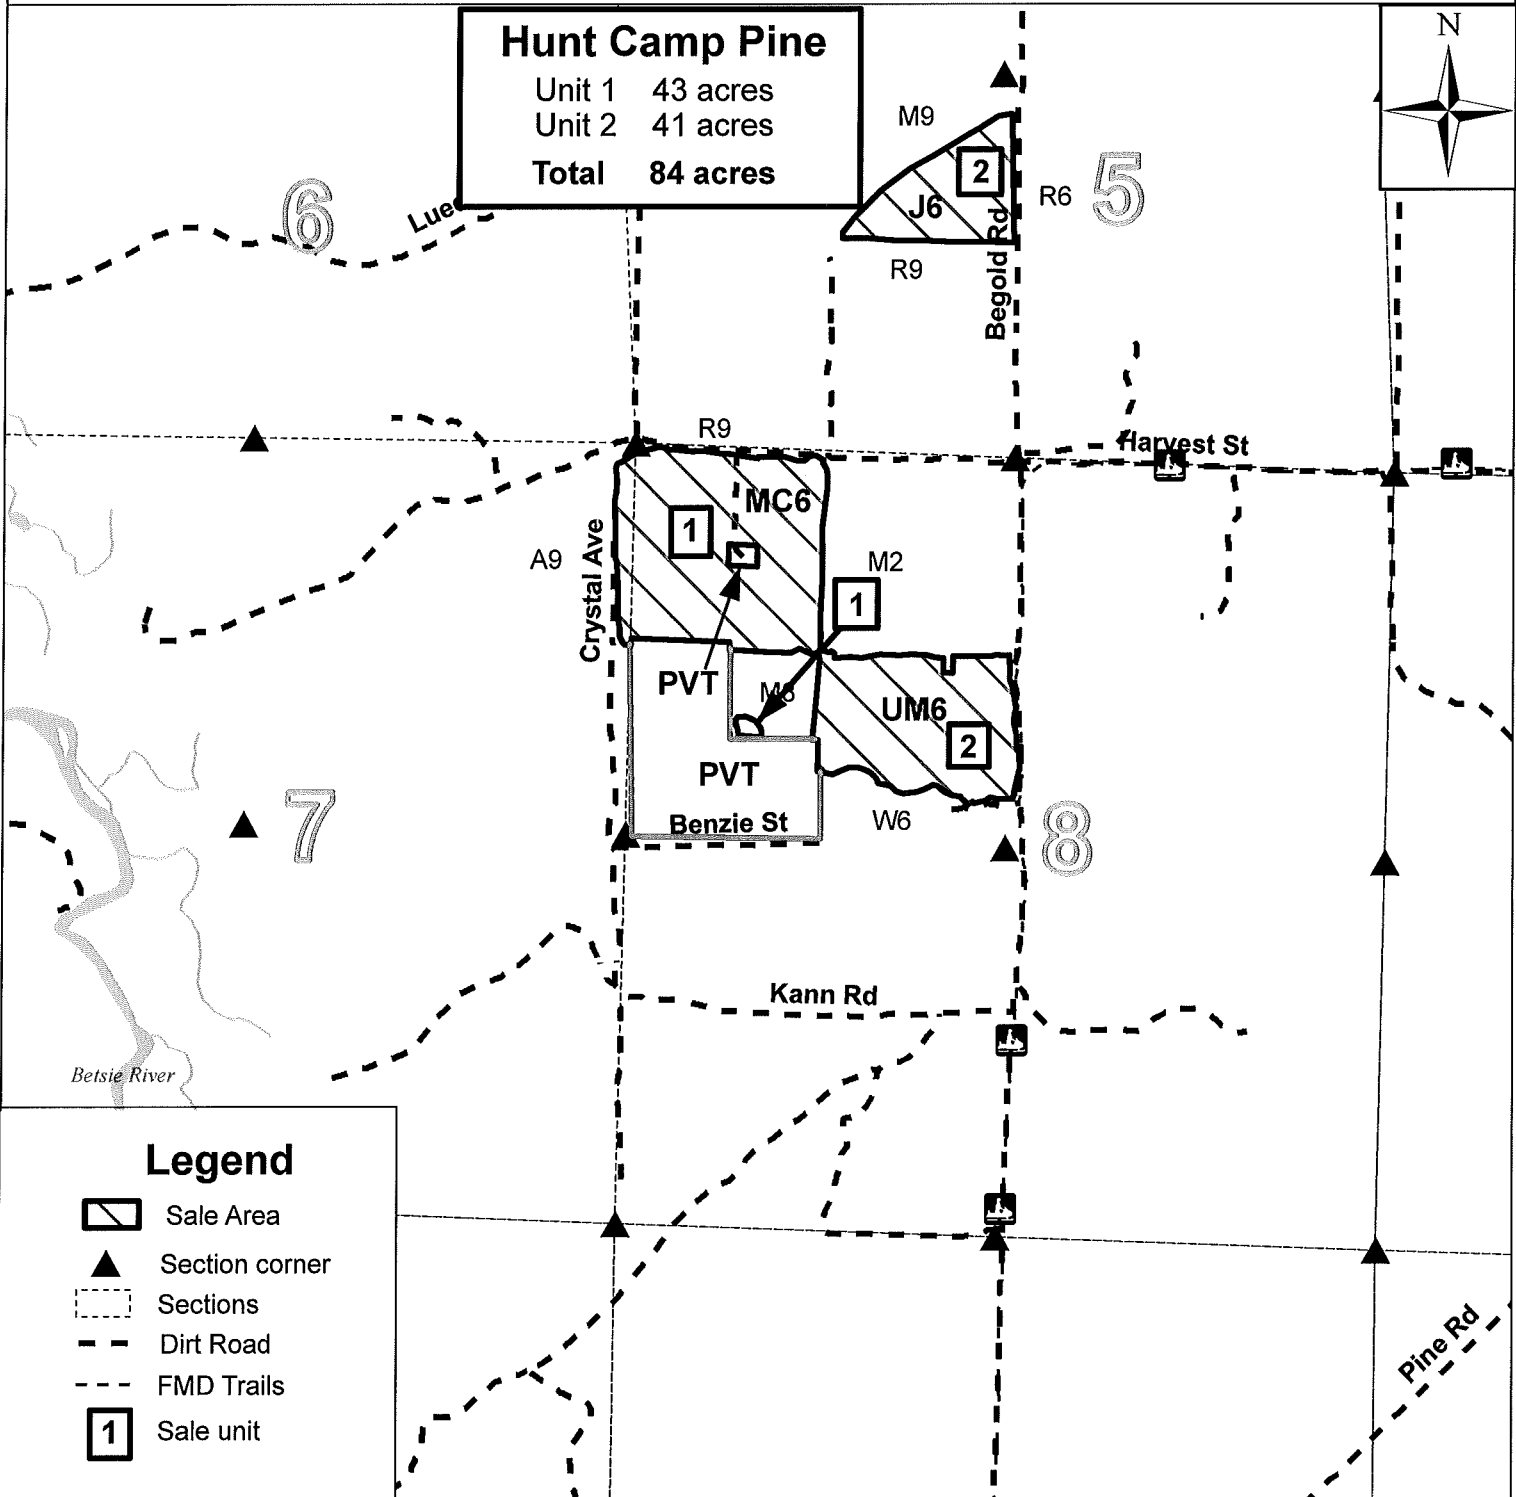 Hunt Camp Pine
Unit 1 43 acres
Unit 2 41 acres
Total 84 acres
N
M9
2
J6
R6
5
6
R9
Begold Rd
R9
Harvest St
MC6
1
A9
Crystal Ave
M2
1
PVT
UM6
2
PVT
Benzie St
W6
7
8
Kann Rd
Betsie River
Legend
Sale Area
Section corner
Sections
Dirt Road
FMD Trails
1 Sale unit
Pine Rd